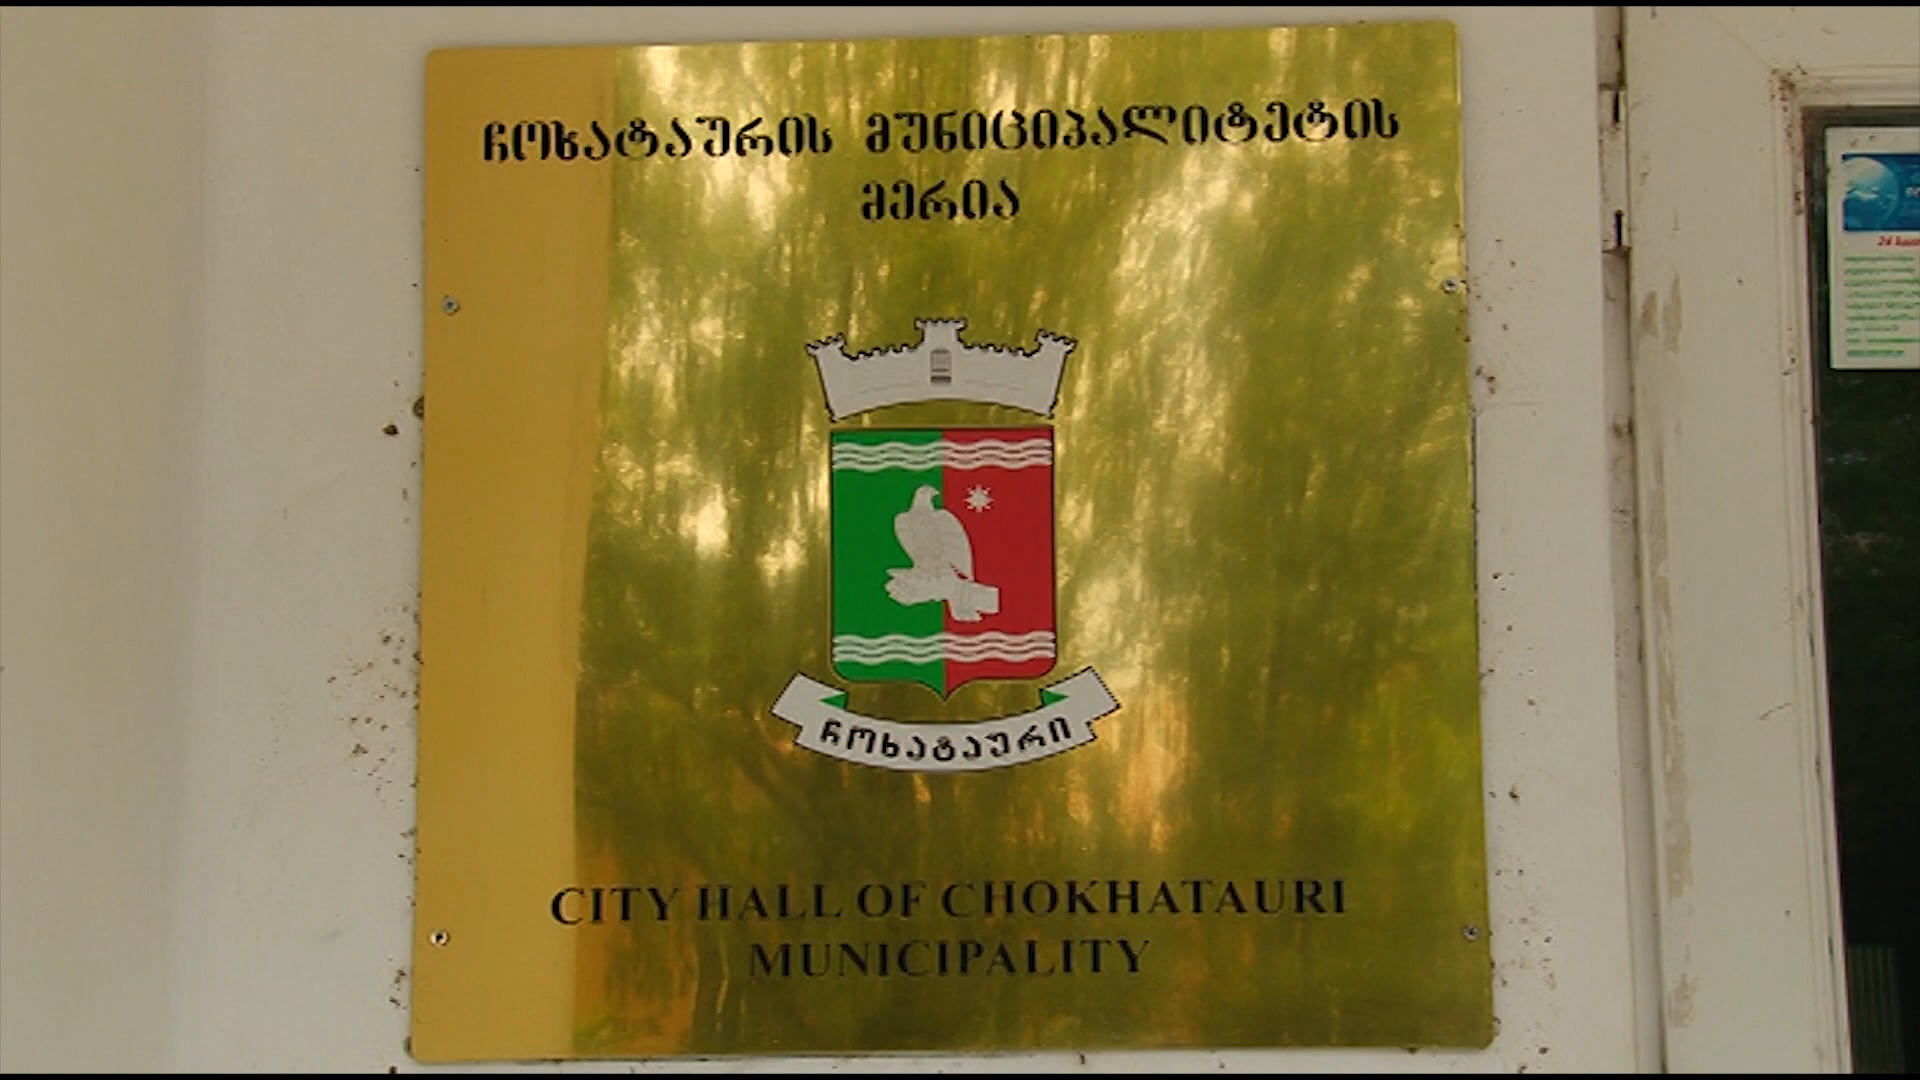 ჩოხატაურის მუნიციპალიტეტის
მერია
ჩოხატაური
CITY HALL OF CHOKHATAURI
MUNICIPALITY